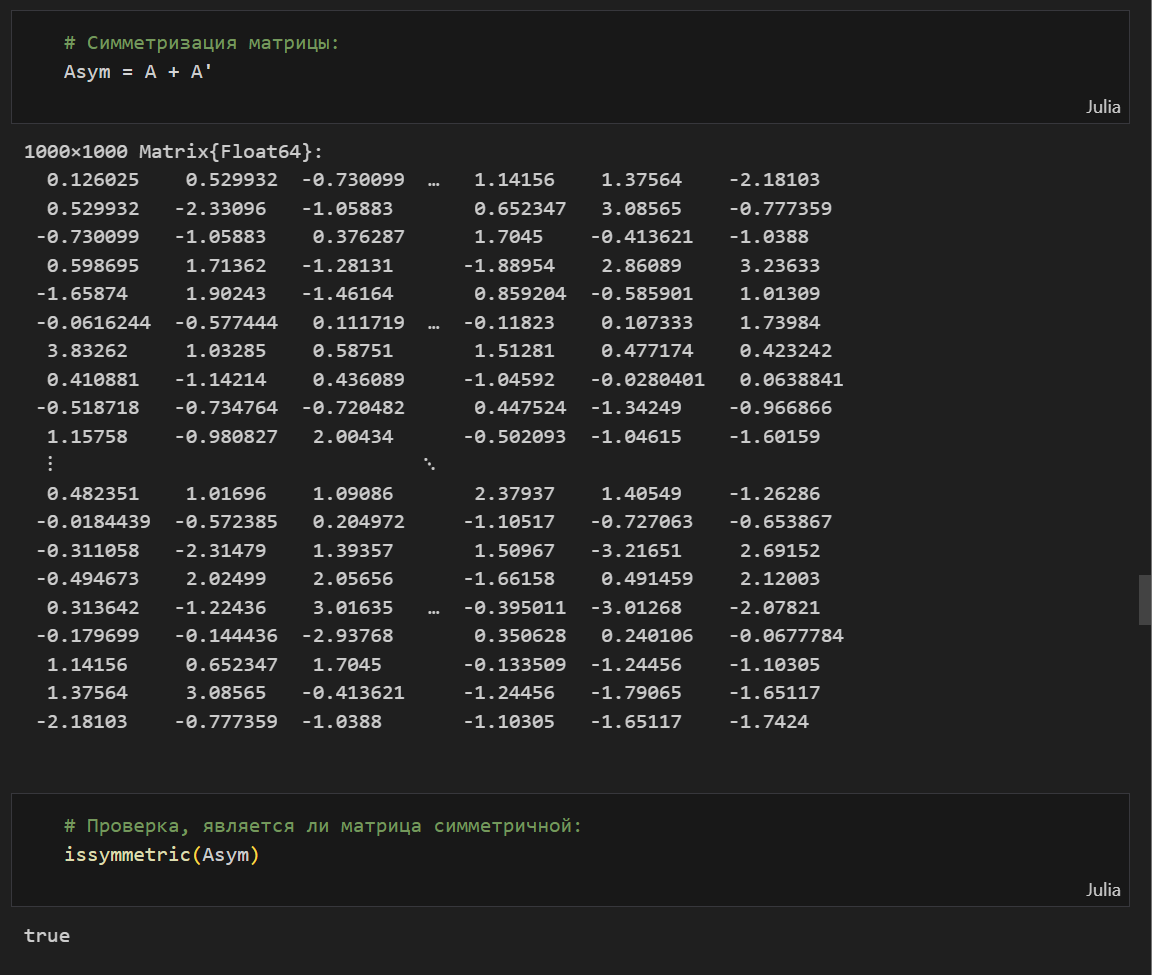 # Симметризация матрицы:
Asym = A + A'
Julia
1000×1000 Matrix{Float64}:
0.126025 0.529932 -0.730099 … 1.14156 1.37564 -2.18103
0.529932 -2.33096 -1.05883 0.652347 3.08565 -0.777359
-0.730099 -1.05883 0.376287 1.7045 -0.413621 -1.0388
0.598695 1.71362 -1.28131 -1.88954 2.86089 3.23633
-1.65874 1.90243 -1.46164 0.859204 -0.585901 1.01309
-0.0616244 -0.577444 0.111719 … -0.11823 0.107333 1.73984
3.83262 1.03285 0.58751 1.51281 0.477174 0.423242
0.410881 -1.14214 0.436089 -1.04592 -0.0280401 0.0638841
-0.518718 -0.734764 -0.720482 0.447524 -1.34249 -0.966866
1.15758 -0.980827 2.00434 -0.502093 -1.04615 -1.60159
⋮ ⋱
0.482351 1.01696 1.09086 2.37937 1.40549 -1.26286
-0.0184439 -0.572385 0.204972 -1.10517 -0.727063 -0.653867
-0.311058 -2.31479 1.39357 1.50967 -3.21651 2.69152
-0.494673 2.02499 2.05656 -1.66158 0.491459 2.12003
0.313642 -1.22436 3.01635 … -0.395011 -3.01268 -2.07821
-0.179699 -0.144436 -2.93768 0.350628 0.240106 -0.0677784
1.14156 0.652347 1.7045 -0.133509 -1.24456 -1.10305
1.37564 3.08565 -0.413621 -1.24456 -1.79065 -1.65117
-2.18103 -0.777359 -1.0388 -1.10305 -1.65117 -1.7424
# Проверка, является ли матрица симметричной:
issymmetric(Asym)
Julia
true